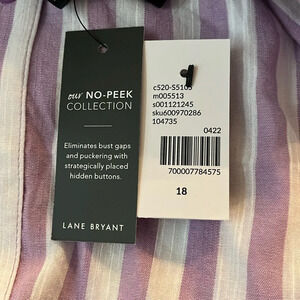 our NO-PEEK
COLLECTION
Eliminates bust gaps
and puckering with
strategically placed
hidden buttons.
LANE BRYANT
c520-S5105
m005513
s001121245
sku600970286
104735
0422
700007784575
18